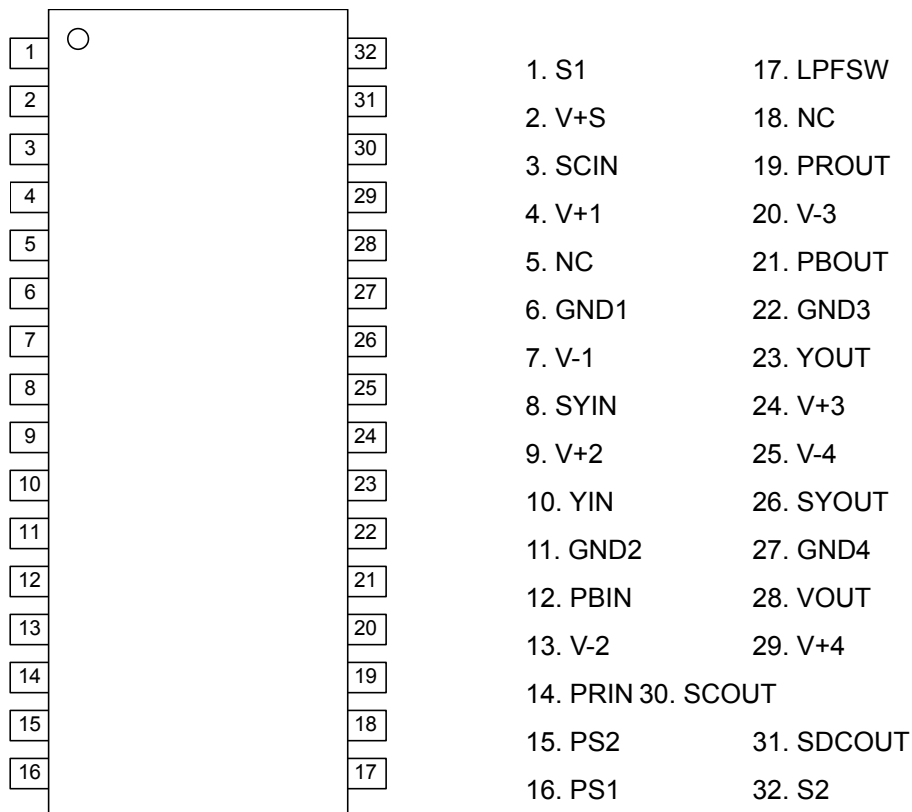 1 32
2 31
3 30
4 29
5 28
6 27
7 26
8 25
9 24
10 23
11 22
12 21
13 20
14 19
15 18
16 17
1. S1 17. LPFSW
2. V+S 18. NC
3. SCIN 19. PROUT
4. V+1 20. V-3
5. NC 21. PBOUT
6. GND1 22. GND3
7. V-1 23. YOUT
8. SYIN 24. V+3
9. V+2 25. V-4
10. YIN 26. SYOUT
11. GND2 27. GND4
12. PBIN 28. VOUT
13. V-2 29. V+4
14. PRIN 30. SCOUT
15. PS2 31. SDCOUT
16. PS1 32. S2